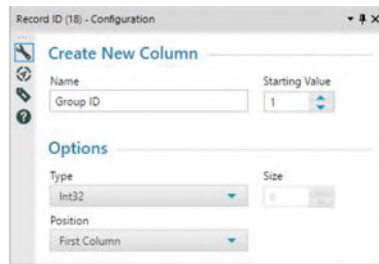 Record ID (18) - Configuration
Create New Column
Name Starting Value
Group ID 1
Options
Type Size
Int32 6
Position
First Column